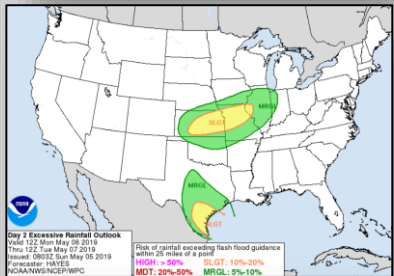 MRGL
SLGT
MRGL
SLGT
noaa
Day 2 Excessive Rainfall Outlook
Valid 12Z Mon May 06 2019
Thru 12Z Tue May 07 2019
Issued: 0803Z Sun May 05 2019
Forecaster: HAYES
NOAA/NWS/NCEP/WPC
Risk of rainfall exceeding flash flood guidance
within 25 miles of a point
HIGH: > 50% SLGT: 10%-20%
MDT: 20%-50% MRGL: 5%-10%